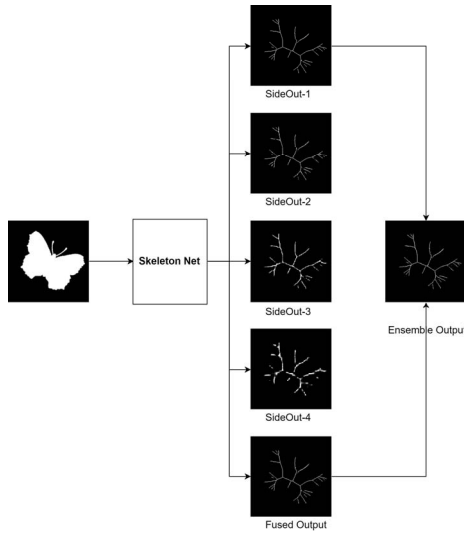 SideOut-1
SideOut-2
Skeleton Net
SideOut-3
Ensemble Output
SideOut-4
Fused Output